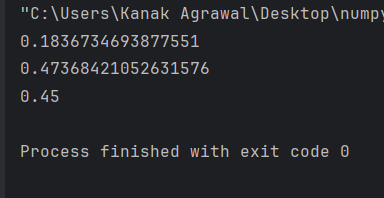 "C:\Users\Kanak Agrawal\Desktop\numpy
0.1836734693877551
0.47368421052631576
0.45
Process finished with exit code 0